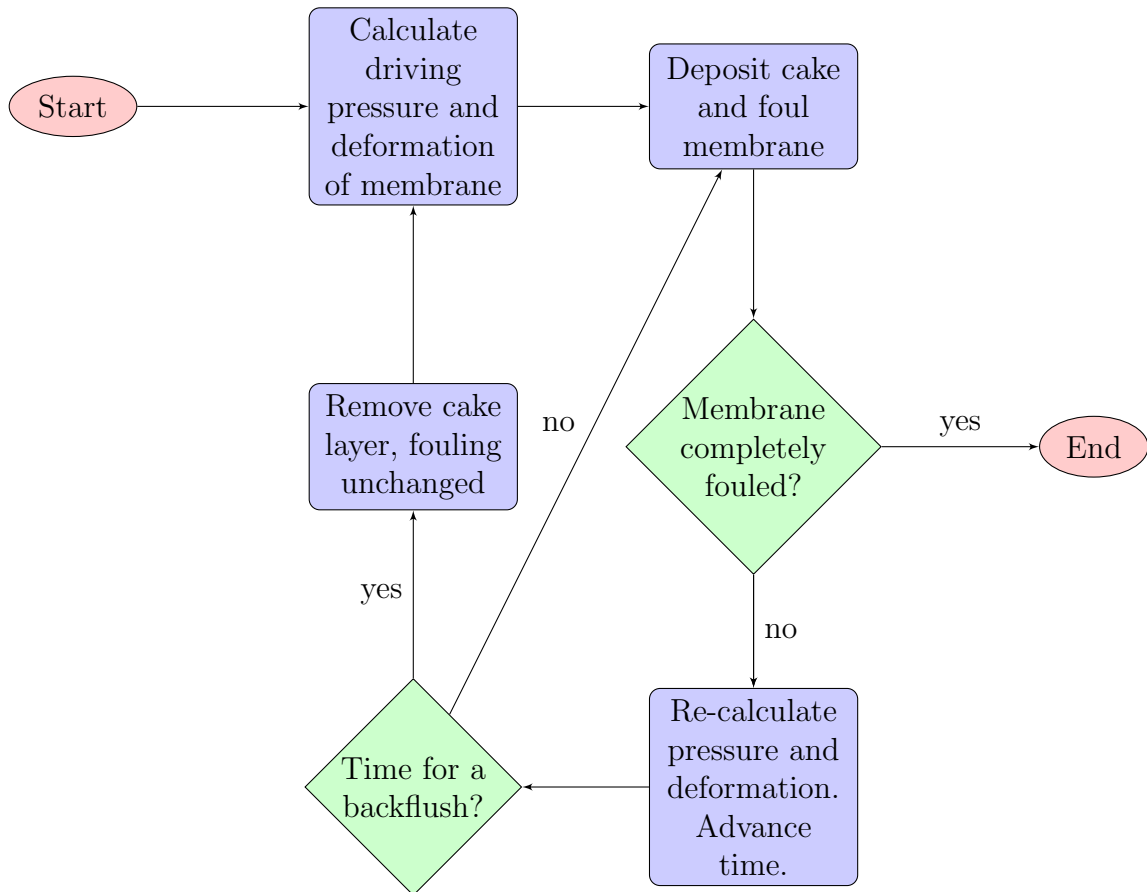 Start
Calculate
driving
pressure and
deformation
of membrane
Deposit cake
and foul
membrane
Membrane
completely
fouled?
yes
End
no
Re-calculate
pressure and
deformation.
Advance
time.
Time for a
backflush?
no
yes
Remove cake
layer, fouling
unchanged